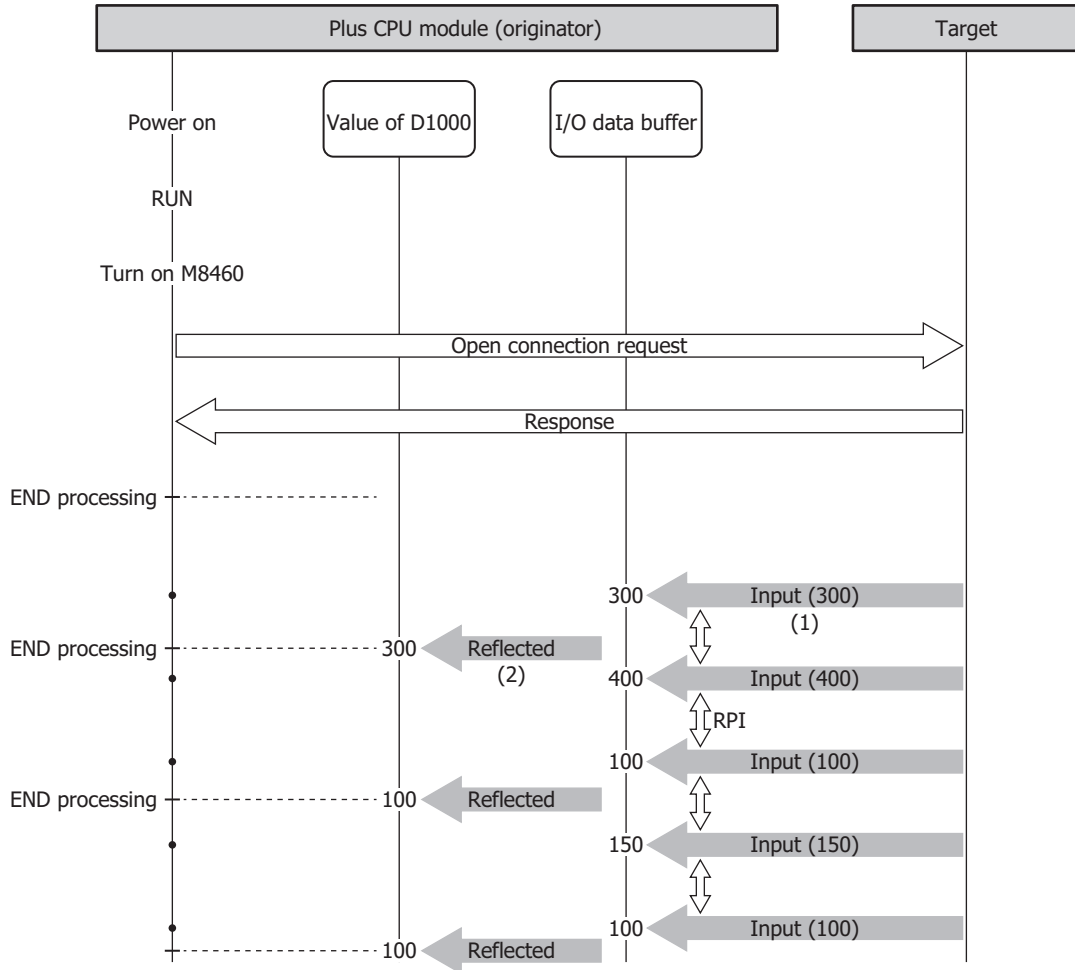 Plus CPU module (originator)
Target
Power on
Value of D1000
I/O data buffer
RUN
Turn on M8460
Open connection request
Response
END processing
300
Input (300)
(1)
END processing
300
Reflected
(2)
400
Input (400)
RPI
100
Input (100)
END processing
100
Reflected
150
Input (150)
100
Input (100)
100
Reflected